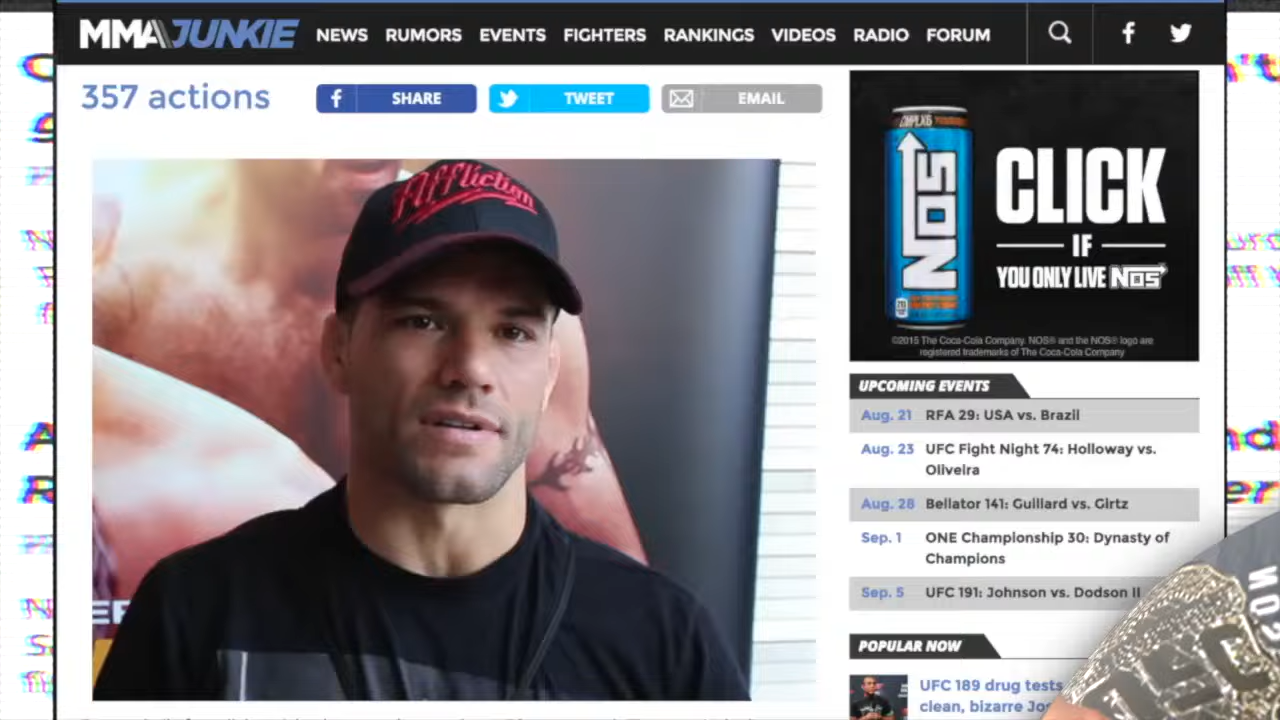 MMAJUNKIE
NEWS RUMORS EVENTS FIGHTERS RANKINGS VIDEOS RADIO FORUM
357 actions
SHARE
TWEET
EMAIL
Affliction
NOS
CLICK
IF
YOU ONLY LIVE NOS
©2015 The Coca-Cola Company. NOS® and the NOS® logo are
registered trademarks of The Coca-Cola Company
UPCOMING EVENTS
Aug. 21 RFA 29: USA vs. Brazil
Aug. 23 UFC Fight Night 74: Holloway vs.
Oliveira
Aug. 28 Bellator 141: Guillard vs. Girtz
Sep. 1 ONE Championship 30: Dynasty of
Champions
Sep. 5 UFC 191: Johnson vs. Dodson II
POPULAR NOW
UFC 189 drug tests
clean, bizarre
UFC